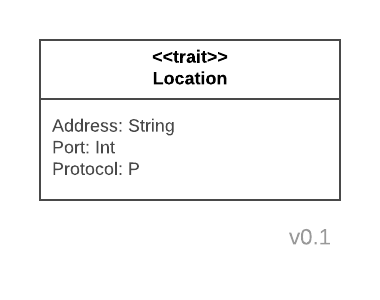 <<trait>>
Location
Address: String
Port: Int
Protocol: P
v0.1